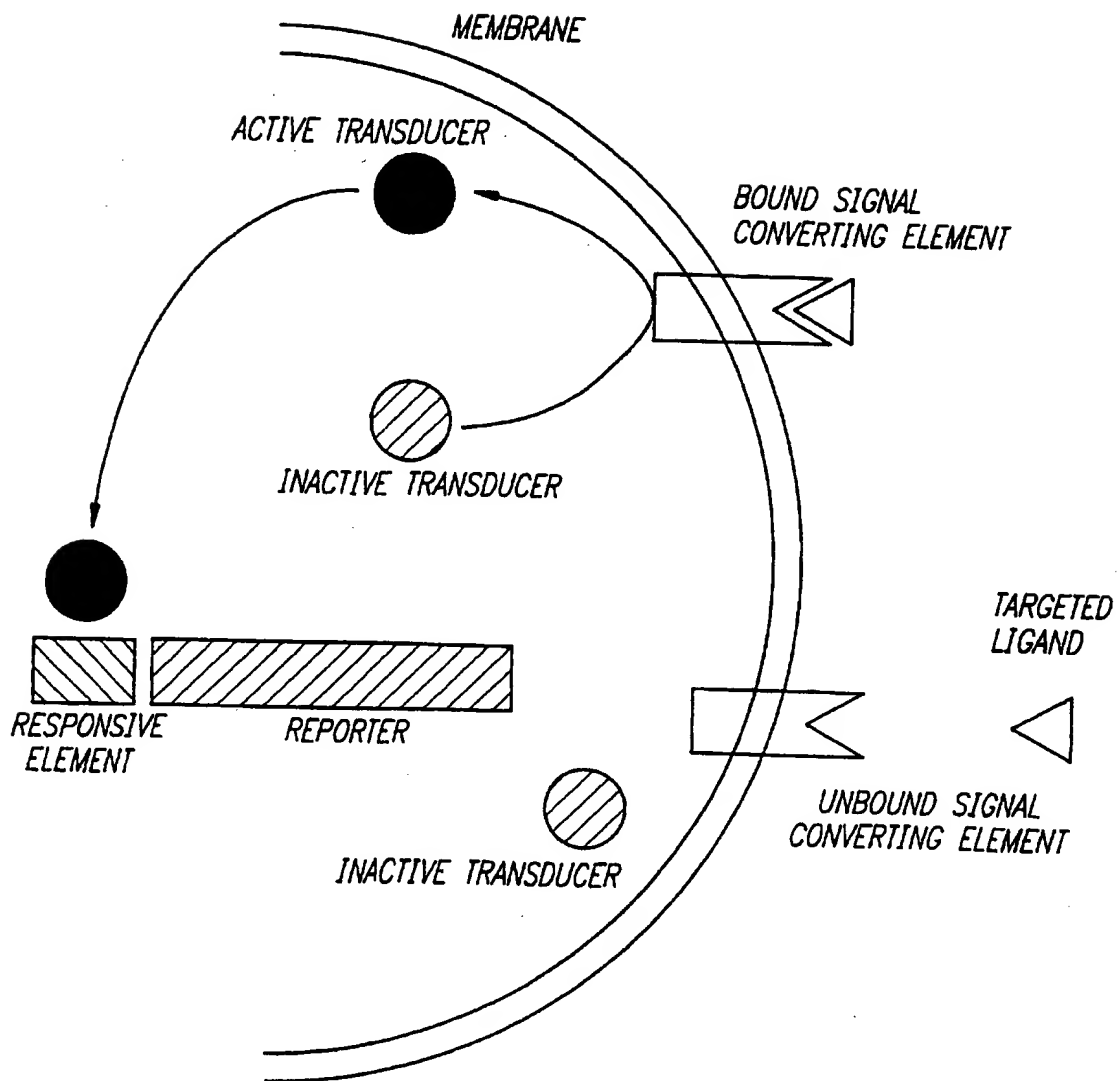 MEMBRANE
ACTIVE TRANSDUCER
BOUND SIGNAL
CONVERTING ELEMENT
INACTIVE TRANSDUCER
TARGETED
LIGAND
RESPONSIVE
ELEMENT
REPORTER
UNBOUND SIGNAL
CONVERTING ELEMENT
INACTIVE TRANSDUCER